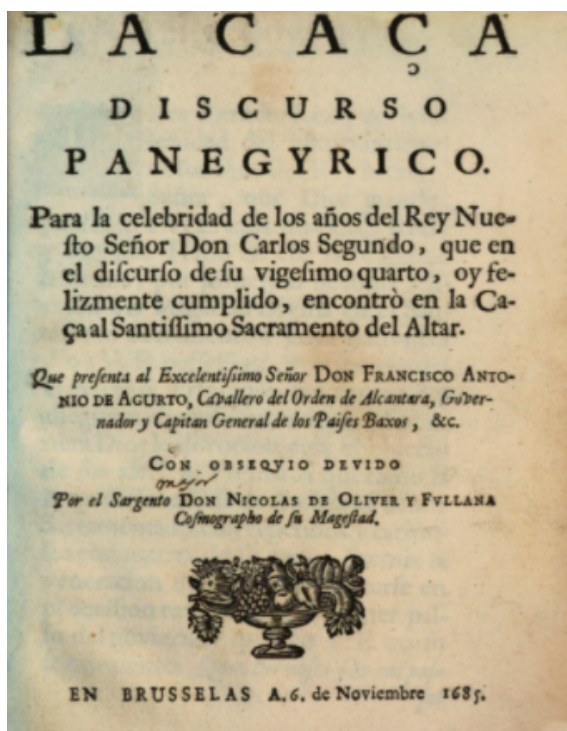 LA CAÇA
DISCURSO
PANEGYRICO.
Para la celebridad de los años del Rey Nue-
sto Señor Don Carlos Segundo, que en
el discurso de su vigesimo quarto, oy fe-
lizmente cumplido, encontrò en la Ca-
ça al Santissimo Sacramento del Altar.
Que presenta al Excelentissimo Señor DON FRANCISCO ANTO-
NIO DE AGURTO, Cavallero del Orden de Alcantara, Gover-
nador y Capitan General de los Paises Baxos, &c.
CON OBSEQVIO DEVIDO
mejor
Por el Sargento DON NICOLAS DE OLIVER Y FVLLANA
Cosmographo de su Magestad.
EN BRUSSELAS A. 6. de Noviembre 1685.